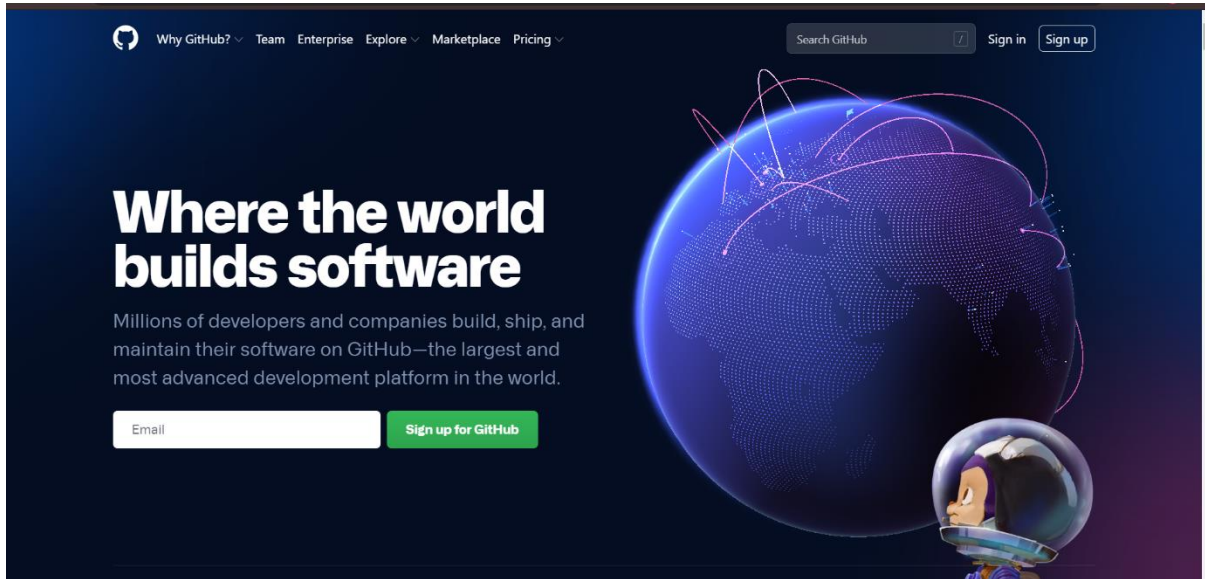 Why GitHub? Team Enterprise Explore Marketplace Pricing Search GitHub / Sign in Sign up
Where the world
builds software
Millions of developers and companies build, ship, and
maintain their software on GitHub—the largest and
most advanced development platform in the world.
Email Sign up for GitHub